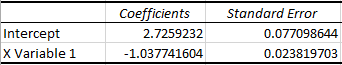 Coefficients Standard Error
Intercept 2.7259232 0.077098644
X Variable 1 -1.037741604 0.023819703